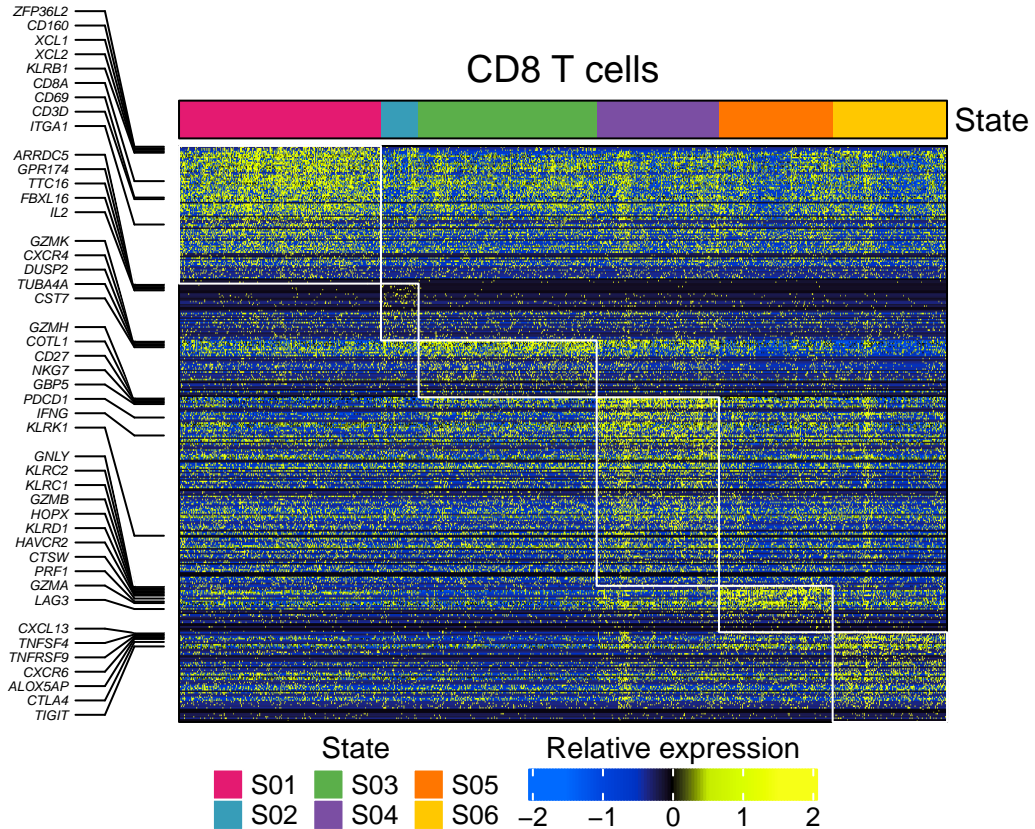 CD8 T cells
State
ZFP36L2
CD160
XCL1
XCL2
KLRB1
CD8A
CD69
CD3D
ITGA1
ARRDC5
GPR174
TTC16
FBXL16
IL2
GZMK
CXCR4
DUSP2
TUBA4A
CST7
GZMH
COTL1
CD27
NKG7
GBP5
PDCD1
IFNG
KLRK1
GNLY
KLRC2
KLRC1
GZMB
HOPX
KLRD1
HAVCR2
CTSW
PRF1
GZMA
LAG3
CXCL13
TNFSF4
TNFRSF9
CXCR6
ALOX5AP
CTLA4
TIGIT
State
S01 S03 S05
S02 S04 S06
Relative expression
−2 −1 0 1 2